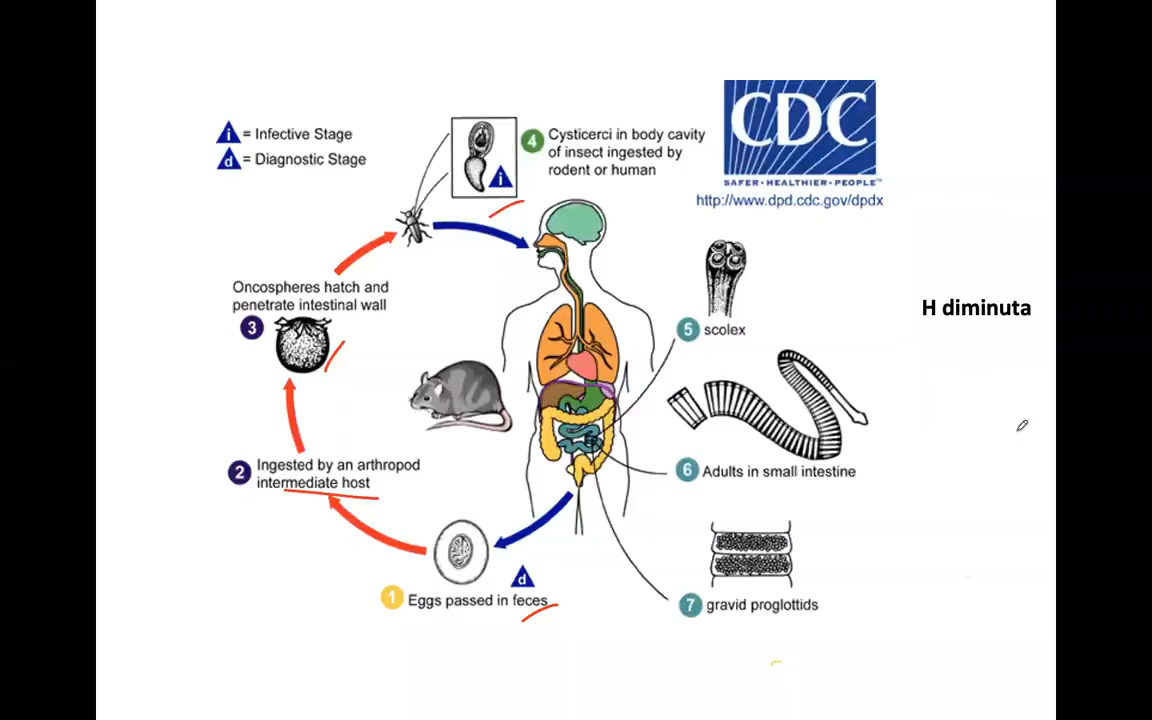 i = Infective Stage
d = Diagnostic Stage
i
4 Cysticerci in body cavity
of insect ingested by
rodent or human
CDC
SAFER•HEALTHIER•PEOPLE™
http://www.dpd.cdc.gov/dpdx
Oncospheres hatch and
penetrate intestinal wall
3
5 scolex
H diminuta
2 Ingested by an arthropod
intermediate host
6 Adults in small intestine
d
1 Eggs passed in feces
7 gravid proglottids